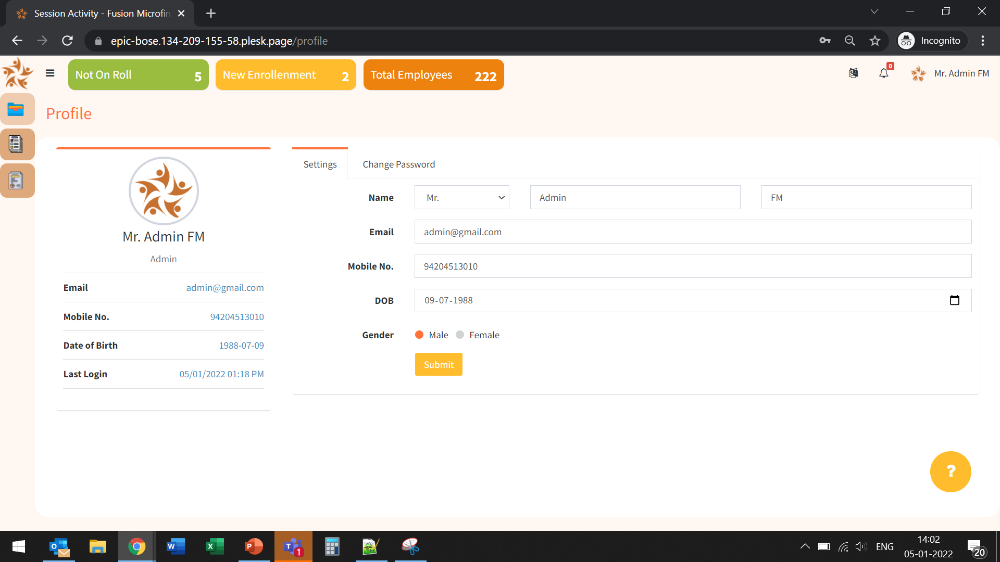 Session Activity - Fusion Microfin
epic-bose.134-209-155-58.plesk.page/profile
Incognito
Not On Roll 5
New Enrollenment 2
Total Employees 222
0
Mr. Admin FM
Profile
Mr. Admin FM
Admin
Email admin@gmail.com
Mobile No. 94204513010
Date of Birth 1988-07-09
Last Login 05/01/2022 01:18 PM
Settings
Change Password
Name Mr. Admin FM
Email admin@gmail.com
Mobile No. 94204513010
DOB 09-07-1988
Gender Male Female
Submit
?
1
ENG
14:02
05-01-2022
20